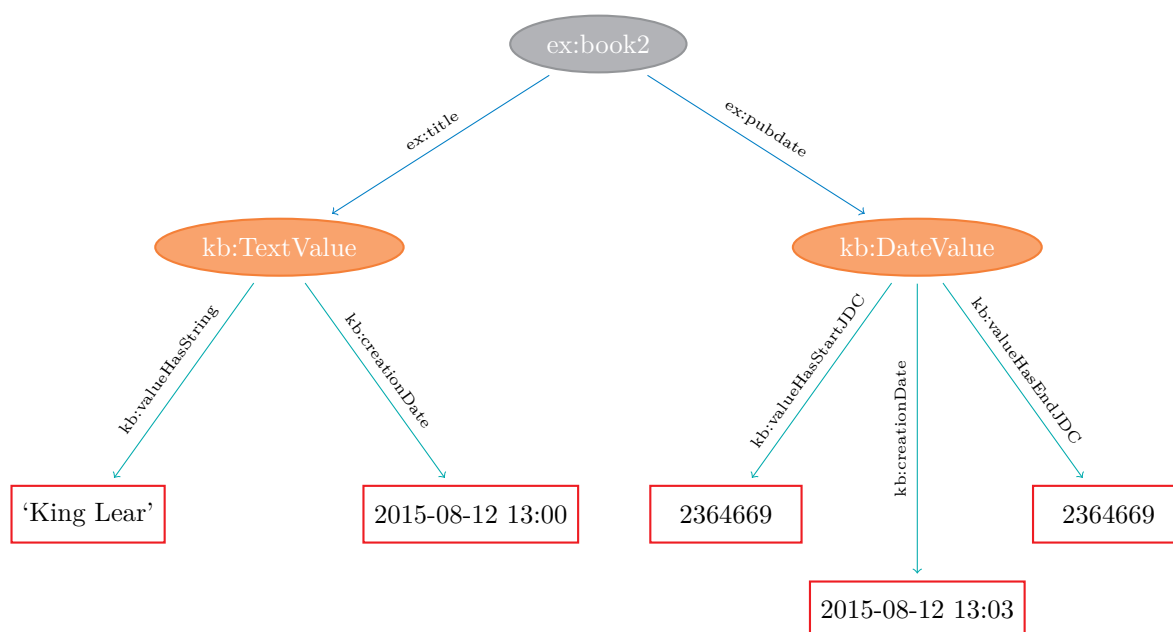 ex:book2
ex:title
ex:pubdate
kb:TextValue
kb:DateValue
kb:valueHasString
kb:creationDate
kb:valueHasStartJDC
kb:creationDate
kb:valueHasEndJDC
‘King Lear’
2015-08-12 13:00
2364669
2364669
2015-08-12 13:03